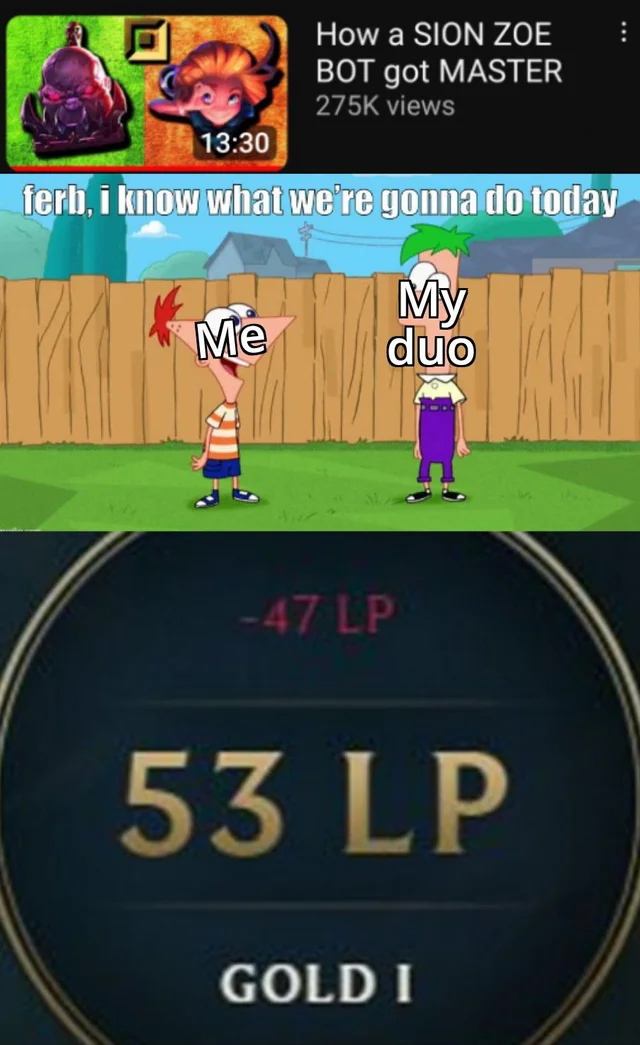 How a SION ZOE
BOT got MASTER
275K views
13:30
ferb, i know what we're gonna do today
Me
My
duo
-47 LP
53 LP
GOLD I